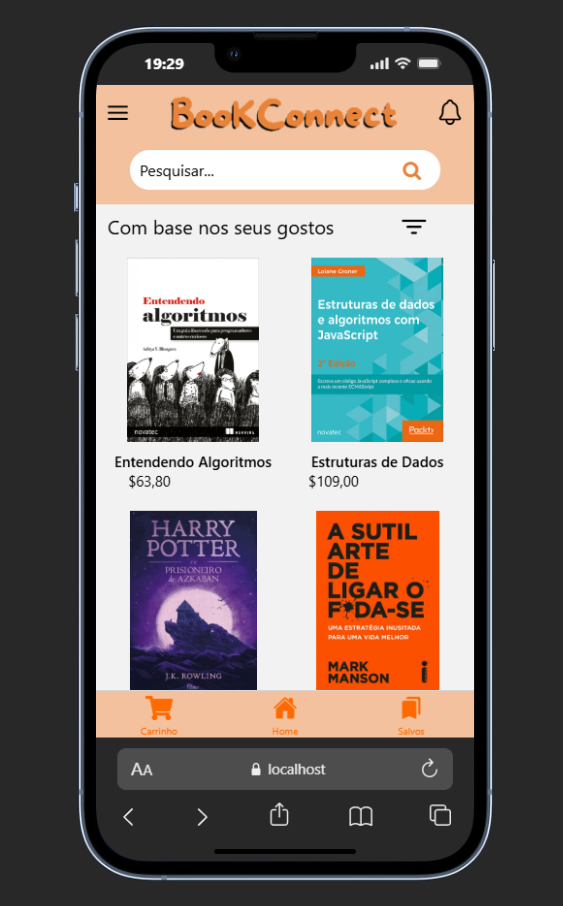 19:29
BooKConnect
Pesquisar...
Com base nos seus gostos
Entendendo
algoritmos
Um guia ilustrado para programadores
e outros curiosos
Aditya Y. Bhargava
novatec
MANNING
Loiane Groner
Estruturas de dados
e algoritmos com
JavaScript
2ª Edição
Escreva um código JavaScript complexo e eficaz usando
a mais recente ECMAScript
novatec
Packt>
Entendendo Algoritmos
$63,80
Estruturas de Dados
$109,00
HARRY
POTTER
E O
PRISIONEIRO
de AZKABAN
J.K. ROWLING
A SUTIL
ARTE
DE
LIGAR O
F*DA-SE
UMA ESTRATÉGIA INUSITADA
PARA UMA VIDA MELHOR
MARK
MANSON
Carrinho
Home
Salvos
AA
localhost